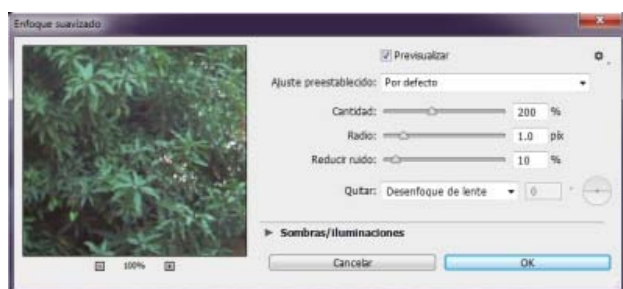 Enfoque suavizado
Previsualizar
Ajuste preestablecido: Por defecto
Cantidad: 200 %
Radio: 1.0 pix
Reducir ruido: 10 %
Quitar: Desenfoque de lente 0 °
Sombras/iluminaciones
100%
Cancelar OK